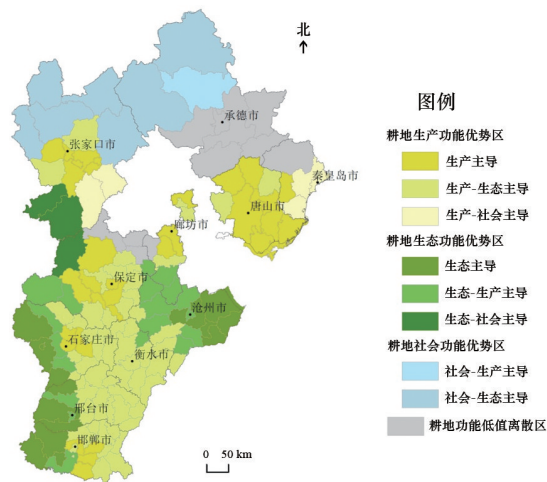 北
图例
耕地生产功能优势区
生产主导
生产-生态主导
生产-社会主导
耕地生态功能优势区
生态主导
生态-生产主导
生态-社会主导
耕地社会功能优势区
社会-生产主导
社会-生态主导
耕地功能低值离散区
承德市
张家口市
秦皇岛市
唐山市
廊坊市
保定市
沧州市
石家庄市
衡水市
邢台市
邯郸市
0 50 km